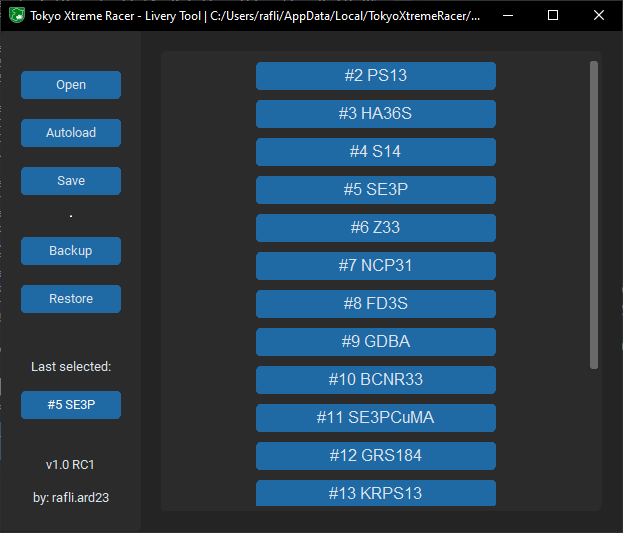 Tokyo Xtreme Racer - Livery Tool | C:/Users/rafli/AppData/Local/TokyoXtremeRacer/...
Open
Autoload
Save
.
Backup
Restore
Last selected:
#5 SE3P
v1.0 RC1
by: rafli.ard23
#2 PS13
#3 HA36S
#4 S14
#5 SE3P
#6 Z33
#7 NCP31
#8 FD3S
#9 GDBA
#10 BCNR33
#11 SE3PCuMA
#12 GRS184
#13 KRPS13